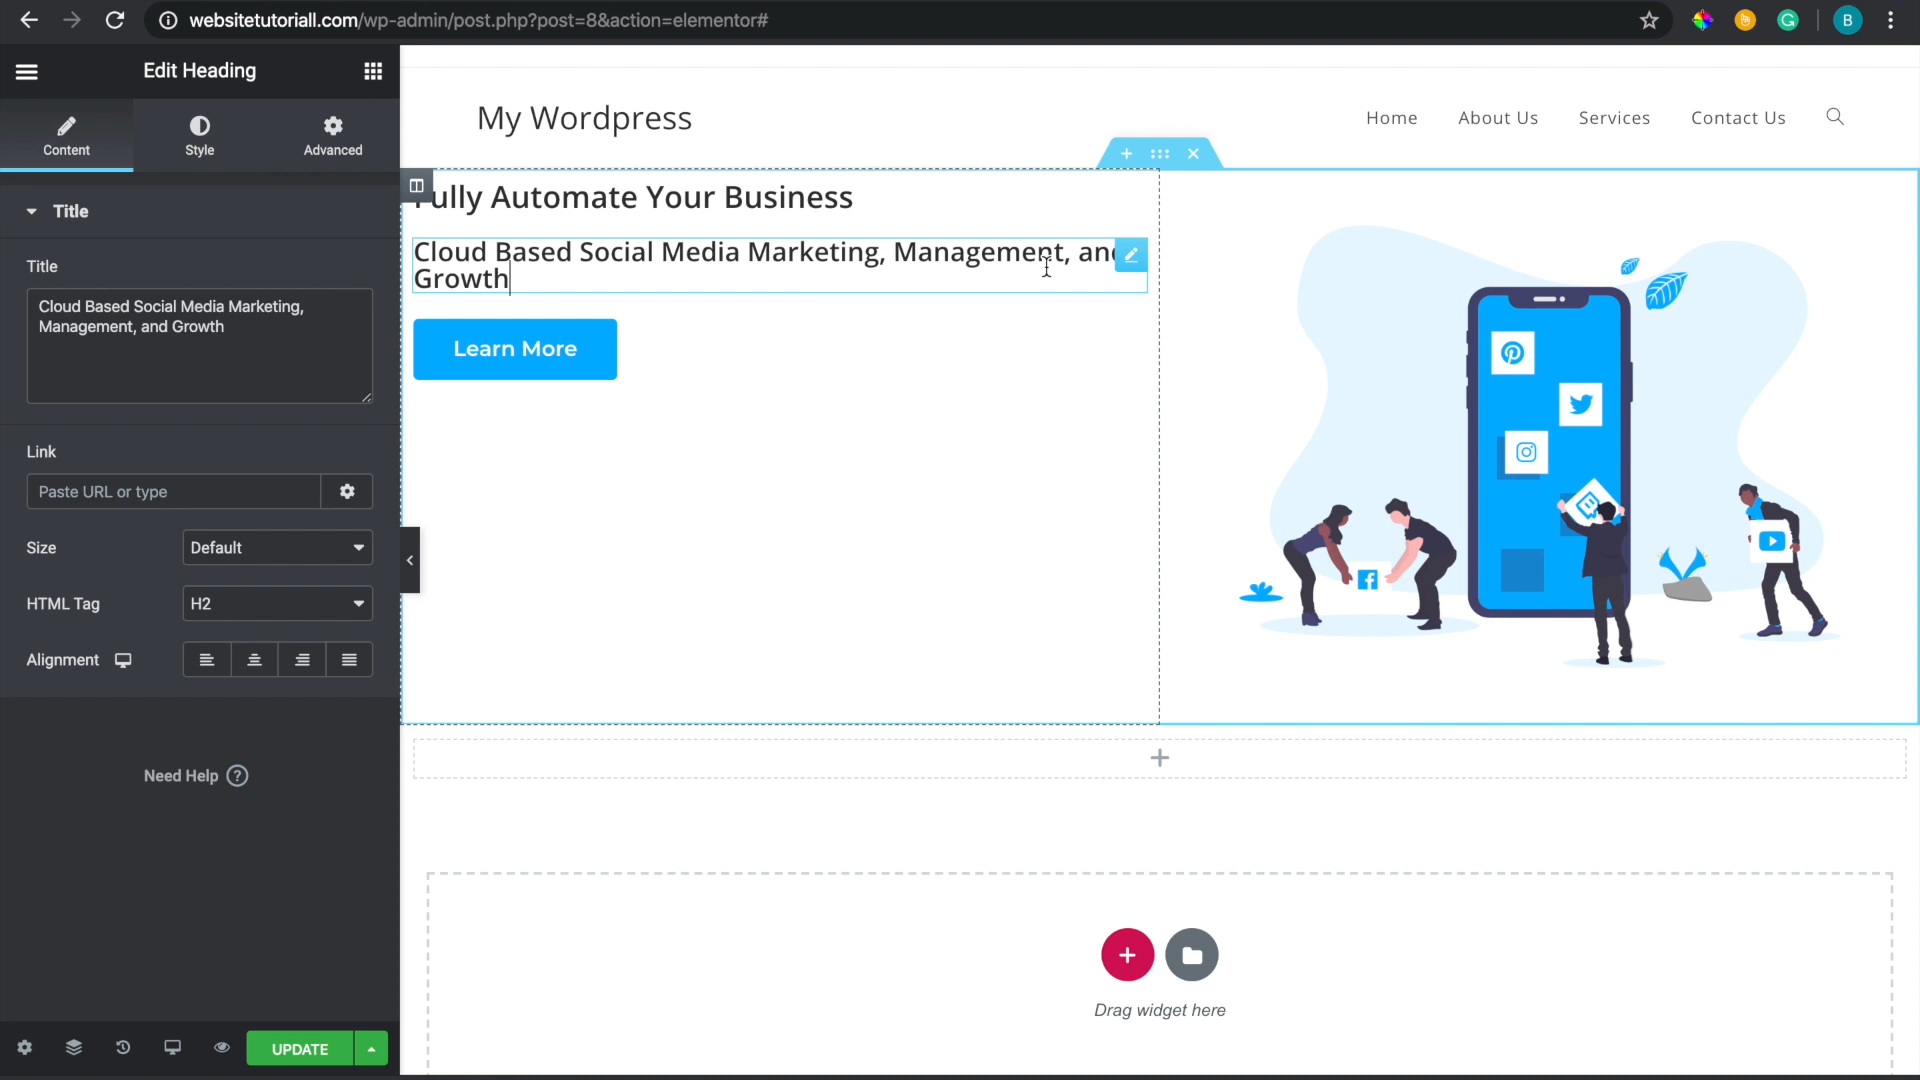 websitetutoriall.com/wp-admin/post.php?post=8&action=elementor#
B
Edit Heading
Content
Style
Advanced
Title
Title
Cloud Based Social Media Marketing,
Management, and Growth
Link
Paste URL or type
Size
Default
HTML Tag
H2
Alignment
Need Help ?
UPDATE
My Wordpress
Home
About Us
Services
Contact Us
Fully Automate Your Business
Cloud Based Social Media Marketing, Management, and
Growth
Learn More
Drag widget here